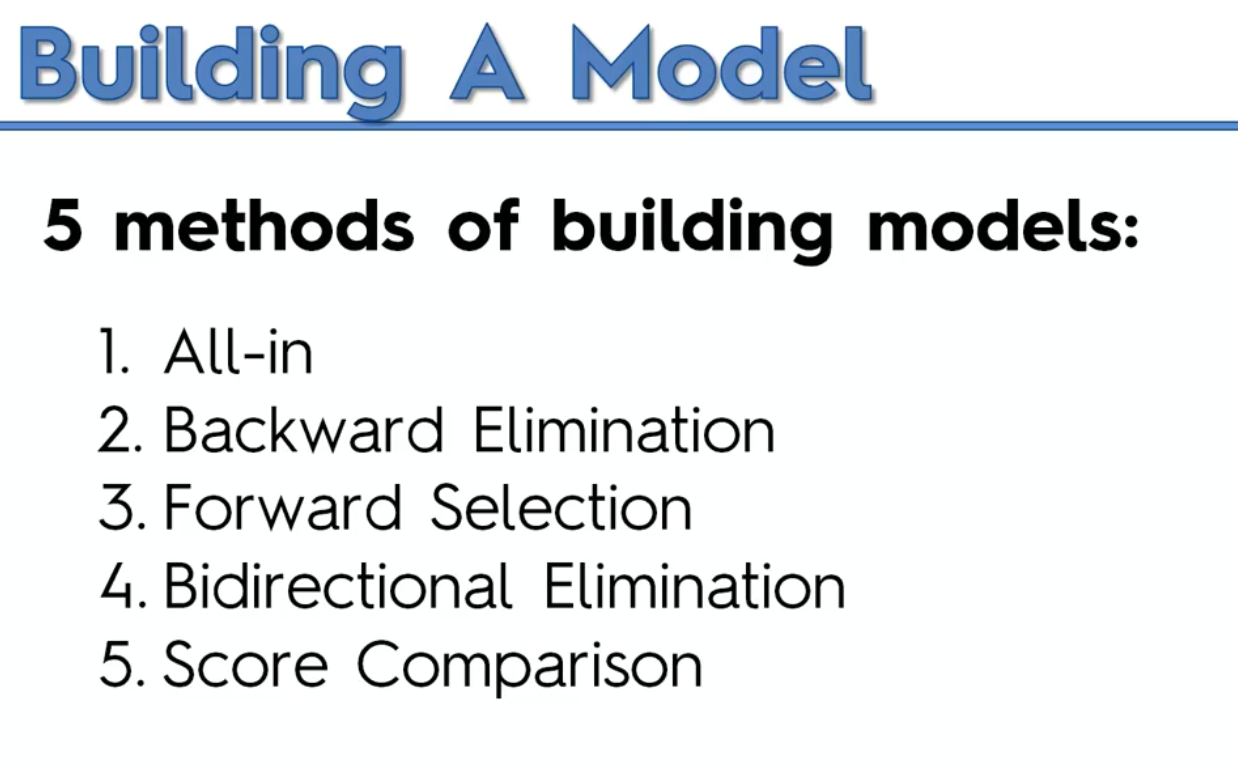 Building A Model
5 methods of building models:
1. All-in
2. Backward Elimination
3. Forward Selection
4. Bidirectional Elimination
5. Score Comparison